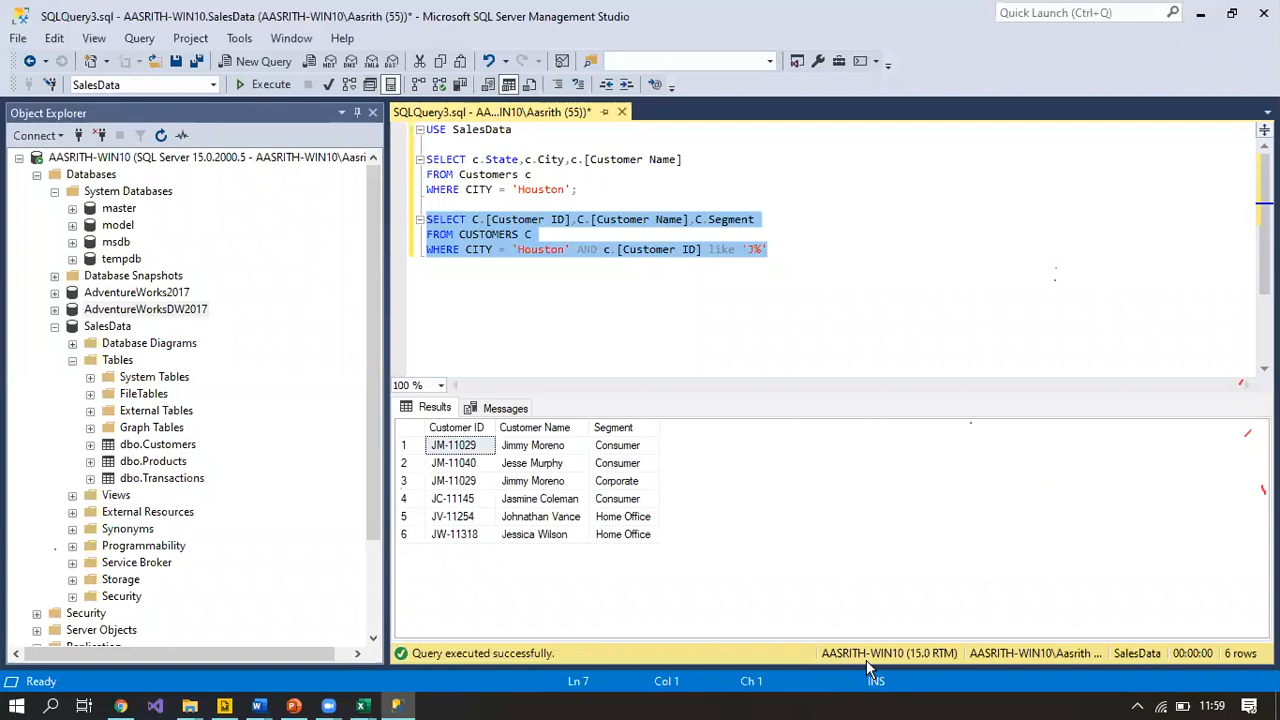 SQLQuery3.sql - AASRITH-WIN10.SalesData (AASRITH-WIN10\Aasrith (55))* - Microsoft SQL Server Management Studio
Quick Launch (Ctrl+Q)
File Edit View Query Project Tools Window Help
New Query
SalesData
Execute
Object Explorer
SQLQuery3.sql - AA...IN10\Aasrith (55))*
Connect
AASRITH-WIN10 (SQL Server 15.0.2000.5 - AASRITH-WIN10\Aasri
Databases
System Databases
master
model
msdb
tempdb
Database Snapshots
AdventureWorks2017
AdventureWorksDW2017
SalesData
Database Diagrams
Tables
System Tables
FileTables
External Tables
Graph Tables
dbo.Customers
dbo.Products
dbo.Transactions
Views
External Resources
Synonyms
Programmability
Service Broker
Storage
Security
Security
Server Objects
Replication
USE SalesData
SELECT c.State,c.City,c.[Customer Name]
FROM Customers c
WHERE CITY = 'Houston';
SELECT C.[Customer ID],C.[Customer Name],C.Segment
FROM CUSTOMERS C
WHERE CITY = 'Houston' AND c.[Customer ID] like 'J%'
100 %
Results Messages
Customer ID Customer Name Segment
1 JM-11029 Jimmy Moreno Consumer
2 JM-11040 Jesse Murphy Consumer
3 JM-11029 Jimmy Moreno Corporate
4 JC-11145 Jasmine Coleman Consumer
5 JV-11254 Johnathan Vance Home Office
6 JW-11318 Jessica Wilson Home Office
Query executed successfully. AASRITH-WIN10 (15.0 RTM) AASRITH-WIN10\Aasrith ... SalesData 00:00:00 6 rows
Ready Ln 7 Col 1 Ch 1 INS
11:59